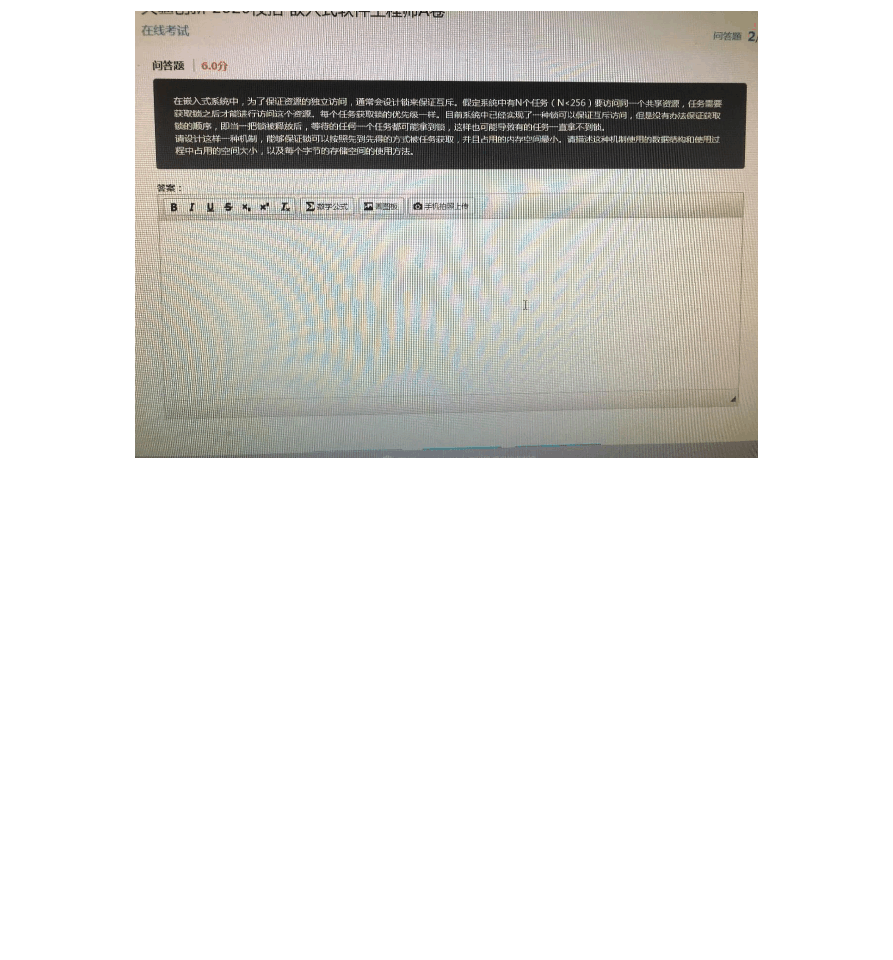 在线考试
问答题 2/
问答题 6.0分
在嵌入式系统中，为了保证资源的独立访问，通常会设计锁来保证互斥。假定系统中有N个任务（N<256）要访问同一个共享资源，任务需要
获取锁之后才能进行访问这个资源。每个任务获取锁的优先级一样。目前系统中已经实现了一种锁可以保证互斥访问，但是没有办法保证获取
锁的顺序，即当一把锁被释放后，等待的任何一个任务都可能拿到锁，这样也可能导致有的任务一直拿不到锁。
请设计这样一种机制，能够保证锁可以按照先到先得的方式被任务获取，并且占用的内存空间最小。请描述这种机制使用的数据结构和使用过
程中占用的空间大小，以及每个字节的存储空间的使用方法。
答案：
B I U S x₂ x² Tx Σ数学公式 画图板 手机拍照上传